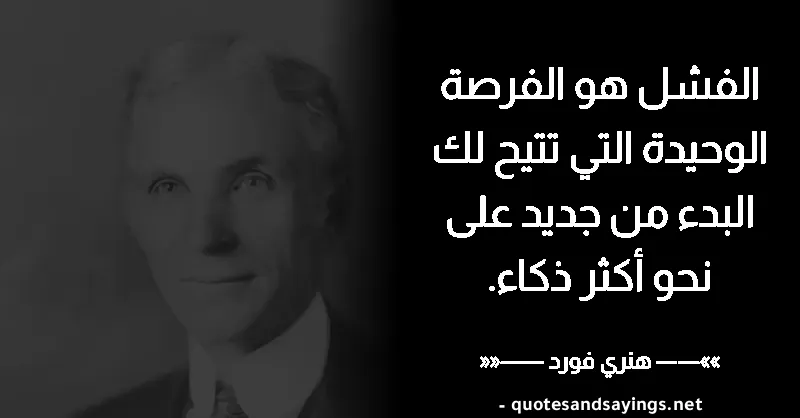 الفشل هو الفرصة
الوحيدة التي تتيح لك
البدء من جديد على
نحو أكثر ذكاء.
»»——— هنري فورد ———««
- quotesandsayings.net